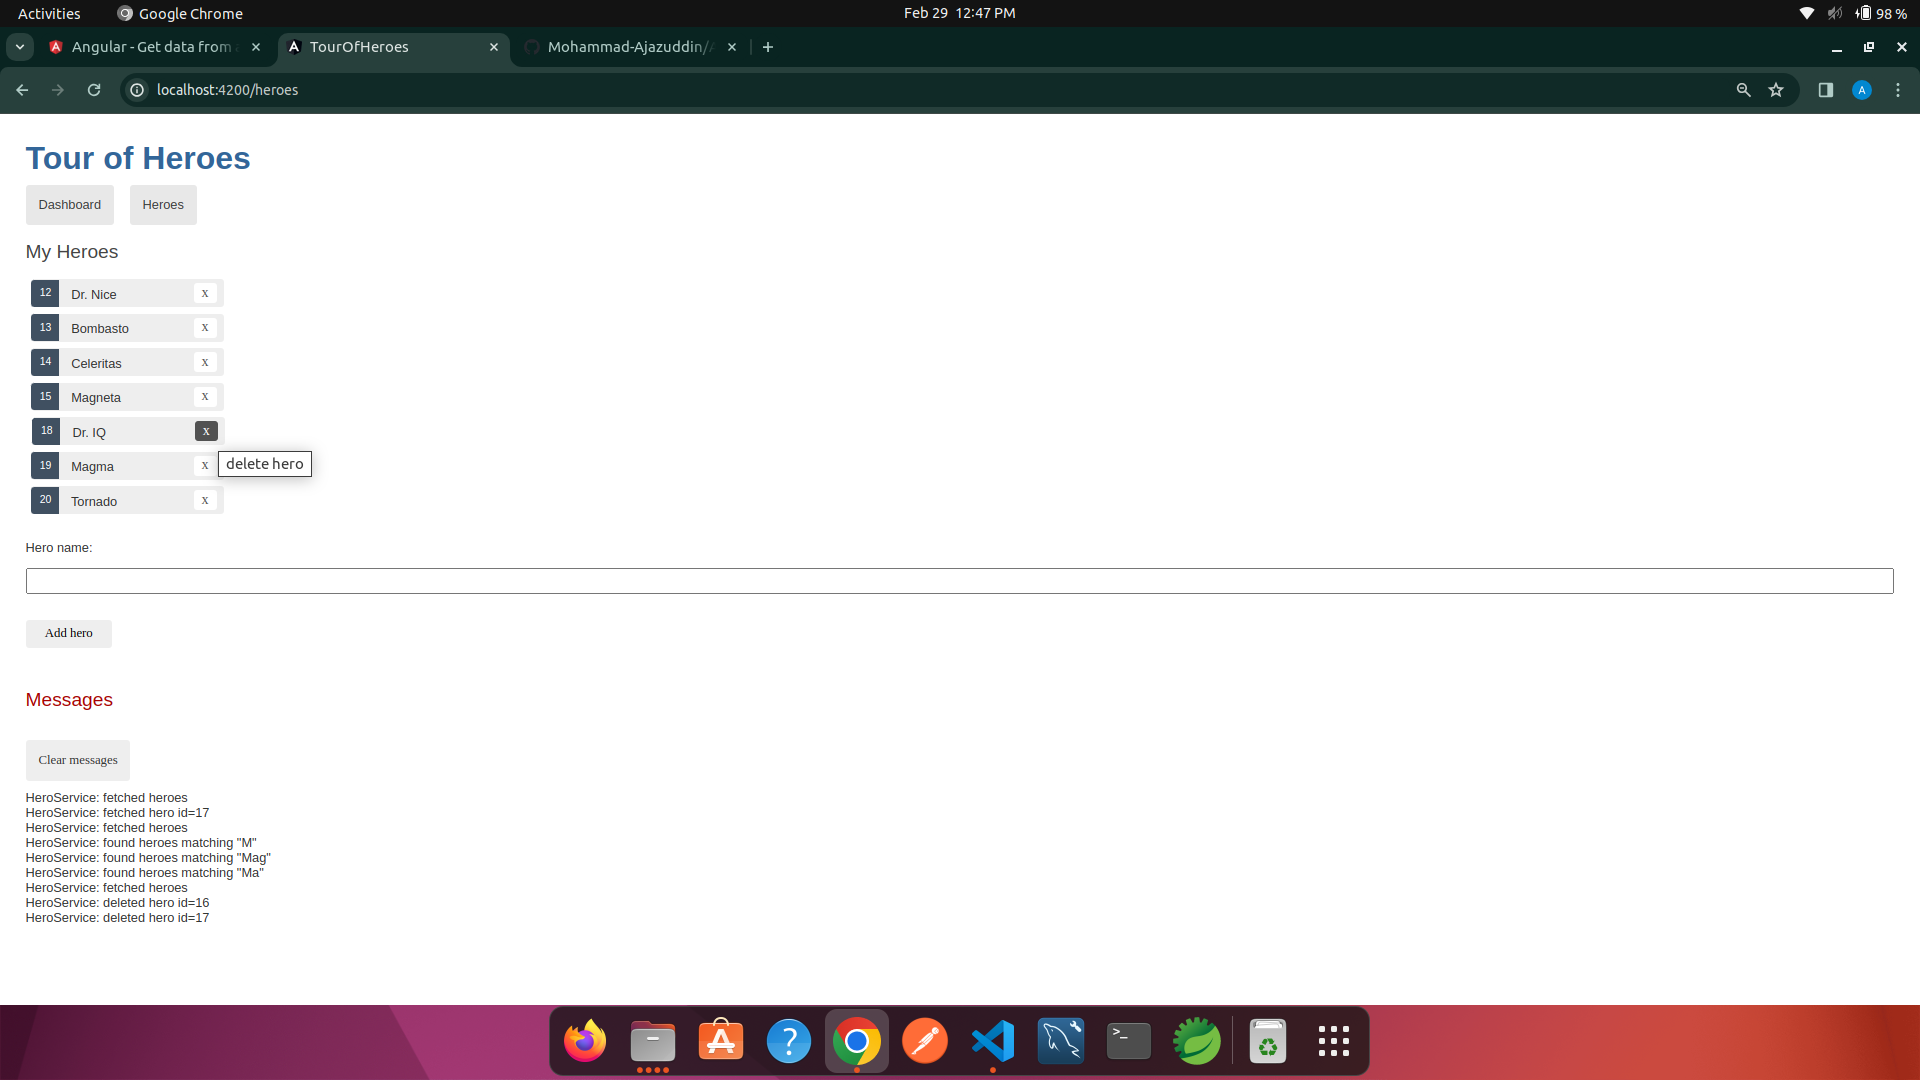 Activities Google Chrome Feb 29 12:47 PM 98 %
Angular - Get data from TourOfHeroes Mohammad-Ajazuddin/
localhost:4200/heroes A
Tour of Heroes
Dashboard Heroes
My Heroes
12 Dr. Nice x
13 Bombasto x
14 Celeritas x
15 Magneta x
18 Dr. IQ x
19 Magma x delete hero
20 Tornado x
Hero name:
Add hero
Messages
Clear messages
HeroService: fetched heroes
HeroService: fetched hero id=17
HeroService: fetched heroes
HeroService: found heroes matching "M"
HeroService: found heroes matching "Mag"
HeroService: found heroes matching "Ma"
HeroService: fetched heroes
HeroService: deleted hero id=16
HeroService: deleted hero id=17